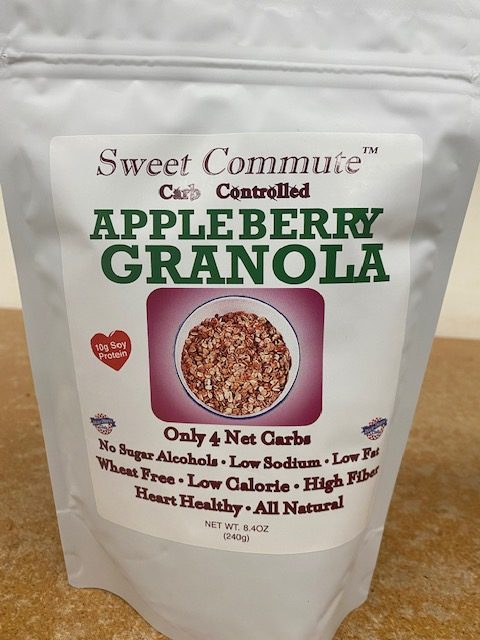 Sweet Commute™
Carb Controlled
APPLEBERRY
GRANOLA
10g Soy
Protein
Only 4 Net Carbs
No Sugar Alcohols • Low Sodium • Low Fat
Wheat Free • Low Calorie • High Fiber
Heart Healthy • All Natural
NET WT. 8.4OZ
(240g)